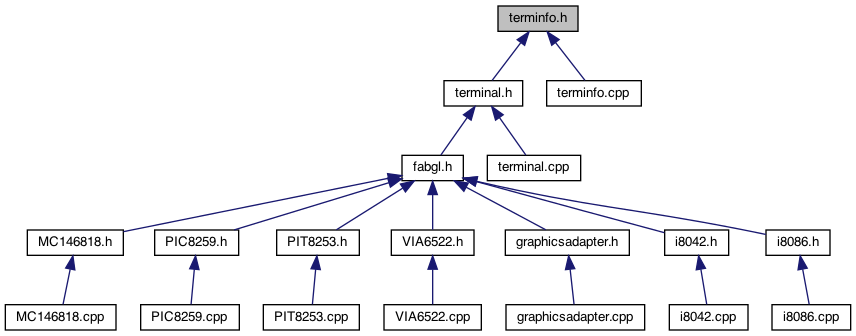 terminfo.h
terminal.h
terminfo.cpp
fabgl.h
terminal.cpp
MC146818.h
PIC8259.h
PIT8253.h
VIA6522.h
graphicsadapter.h
i8042.h
i8086.h
MC146818.cpp
PIC8259.cpp
PIT8253.cpp
VIA6522.cpp
graphicsadapter.cpp
i8042.cpp
i8086.cpp